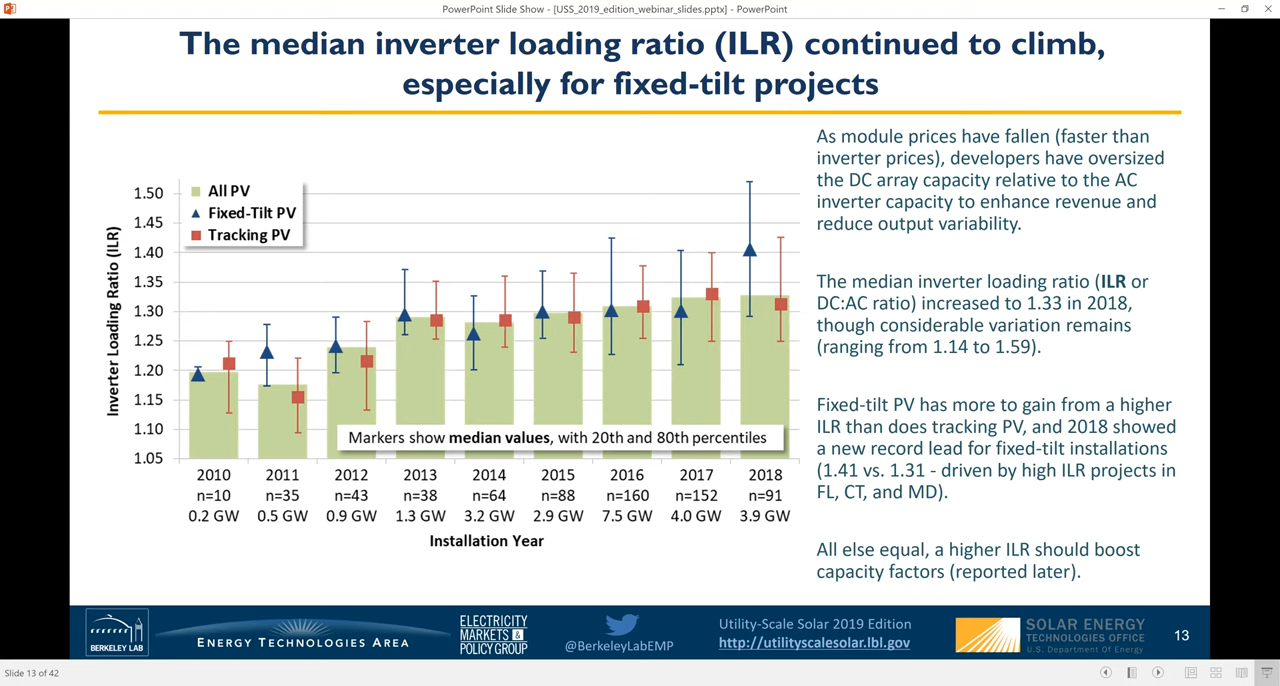 PowerPoint Slide Show - [USS_2019_edition_webinar_slides.pptx] - PowerPoint
The median inverter loading ratio (ILR) continued to climb,
especially for fixed-tilt projects
As module prices have fallen (faster than
inverter prices), developers have oversized
the DC array capacity relative to the AC
inverter capacity to enhance revenue and
reduce output variability.
The median inverter loading ratio (ILR or
DC:AC ratio) increased to 1.33 in 2018,
though considerable variation remains
(ranging from 1.14 to 1.59).
Fixed-tilt PV has more to gain from a higher
ILR than does tracking PV, and 2018 showed
a new record lead for fixed-tilt installations
(1.41 vs. 1.31 - driven by high ILR projects in
FL, CT, and MD).
All else equal, a higher ILR should boost
capacity factors (reported later).
Inverter Loading Ratio (ILR)
1.50
1.45
1.40
1.35
1.30
1.25
1.20
1.15
1.10
1.05
All PV
Fixed-Tilt PV
Tracking PV
Markers show median values, with 20th and 80th percentiles
2010 2011 2012 2013 2014 2015 2016 2017 2018
n=10 n=35 n=43 n=38 n=64 n=88 n=160 n=152 n=91
0.2 GW 0.5 GW 0.9 GW 1.3 GW 3.2 GW 2.9 GW 7.5 GW 4.0 GW 3.9 GW
Installation Year
BERKELEY LAB
ENERGY TECHNOLOGIES AREA
ELECTRICITY
MARKETS &
POLICY GROUP
@BerkeleyLabEMP
Utility-Scale Solar 2019 Edition
http://utilityscalesolar.lbl.gov
SOLAR ENERGY
TECHNOLOGIES OFFICE
U.S. Department Of Energy
13
Slide 13 of 42